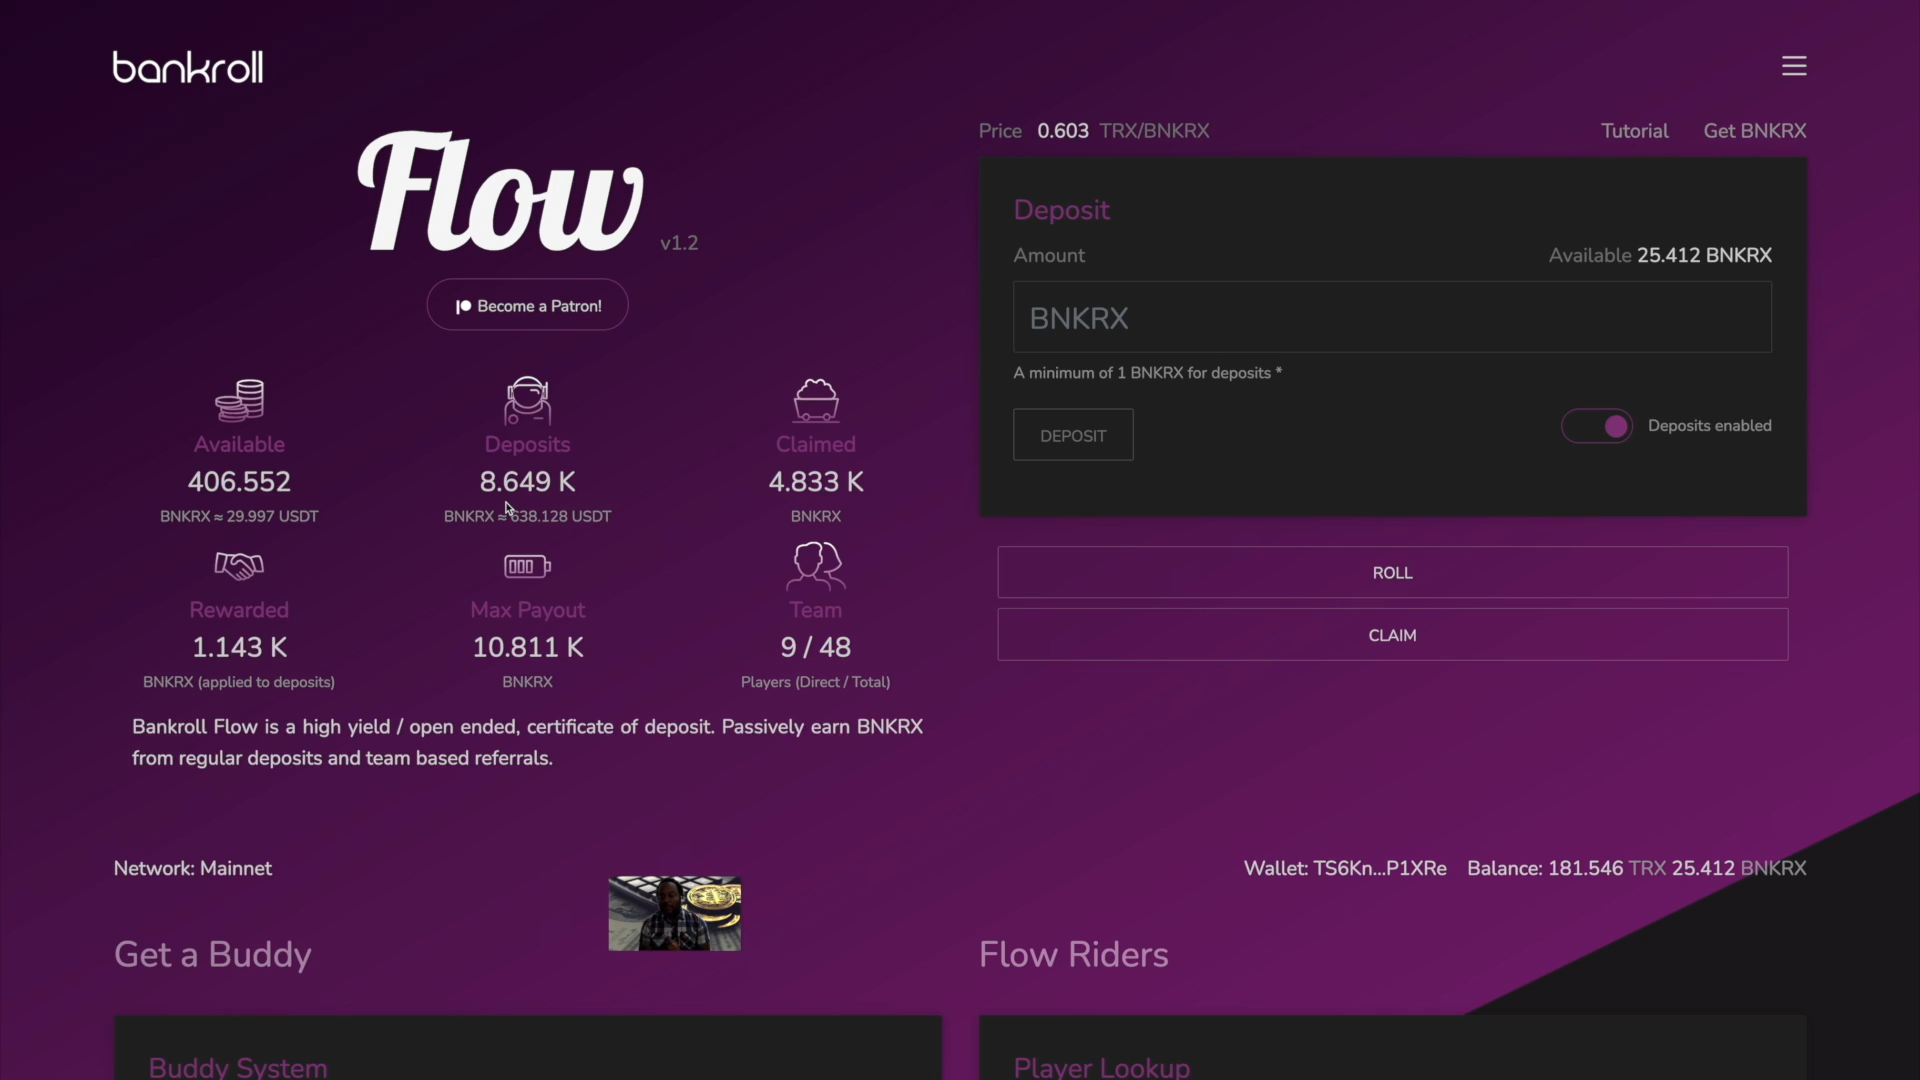 bankroll
Flow
v1.2
Become a Patron!
Available
406.552
BNKRX ≈ 29.997 USDT
Deposits
8.649 K
BNKRX ≈ 638.128 USDT
Claimed
4.833 K
BNKRX
Rewarded
1.143 K
BNKRX (applied to deposits)
Max Payout
10.811 K
BNKRX
Team
9 / 48
Players (Direct / Total)
Bankroll Flow is a high yield / open ended, certificate of deposit. Passively earn BNKRX
from regular deposits and team based referrals.
Price 0.603 TRX/BNKRX
Tutorial
Get BNKRX
Deposit
Amount
Available 25.412 BNKRX
BNKRX
A minimum of 1 BNKRX for deposits *
DEPOSIT
Deposits enabled
ROLL
CLAIM
Network: Mainnet
Wallet: TS6Kn...P1XRe Balance: 181.546 TRX 25.412 BNKRX
Get a Buddy
Buddy System
Flow Riders
Player Lookup